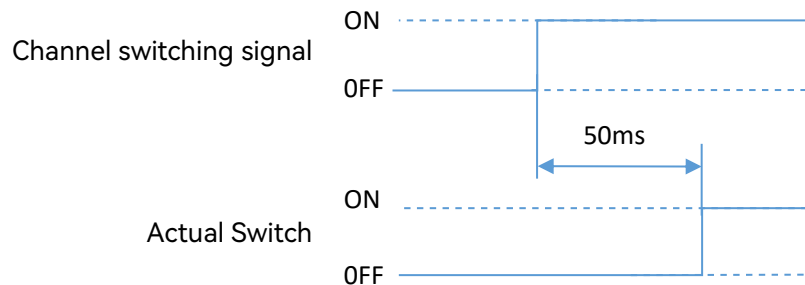 ON
Channel switching signal
0FF
50ms
ON
Actual Switch
0FF